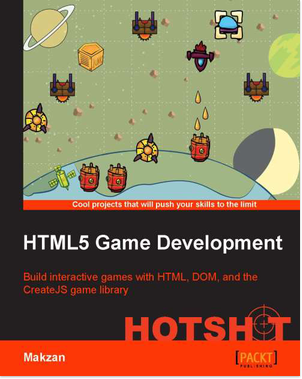 Cool projects that will push your skills to the limit
HTML5 Game Development
Build interactive games with HTML, DOM, and the
CreateJS game library
HOTSHOT
Makzan
[PACKT]
PUBLISHING